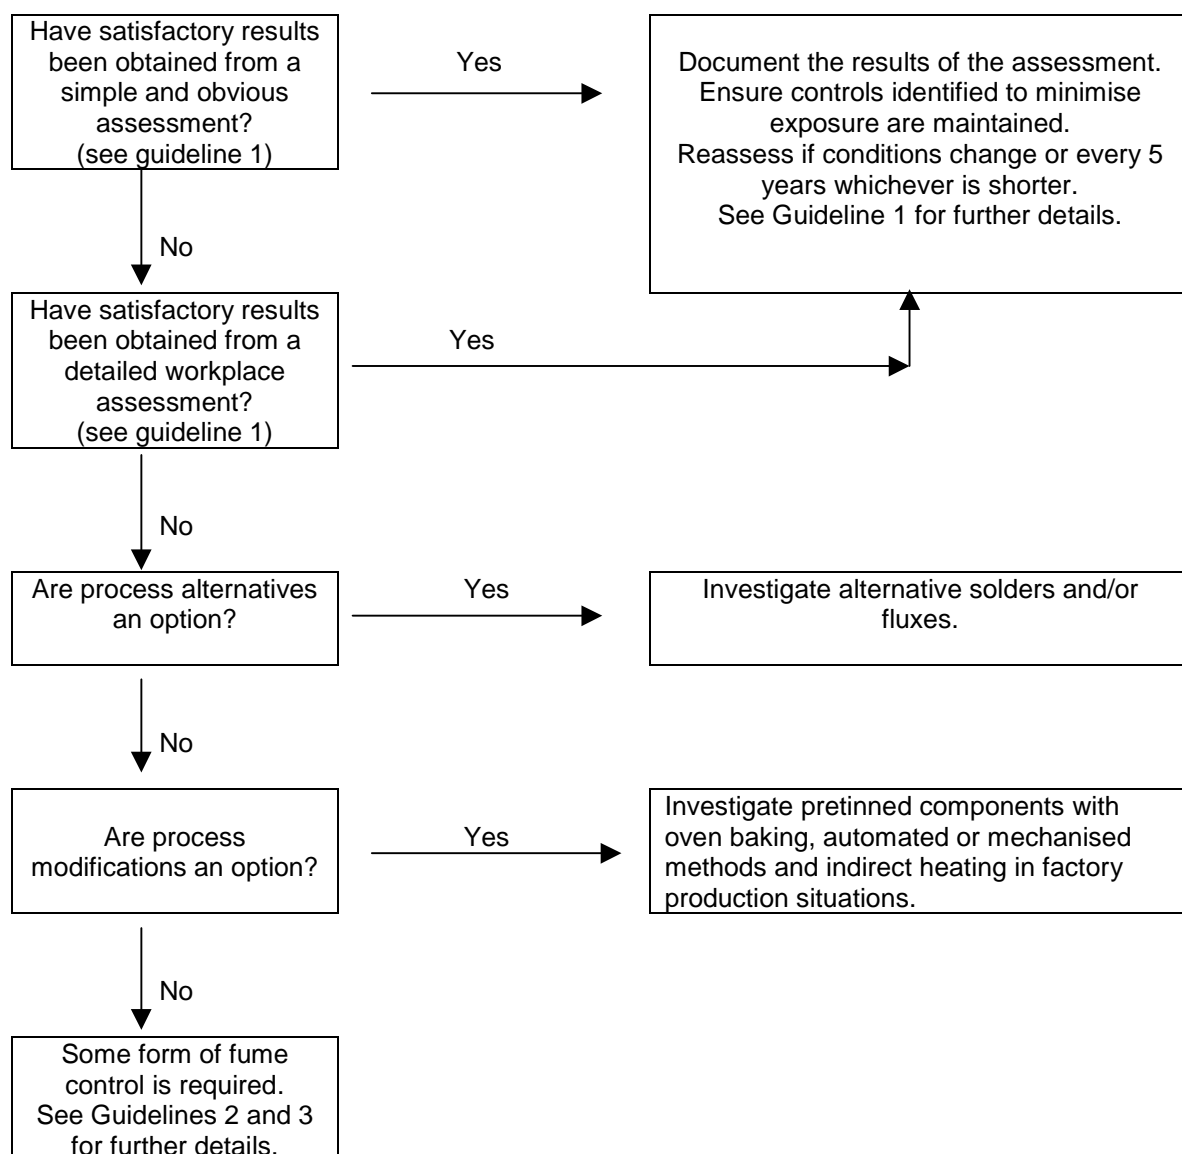 Have satisfactory results
been obtained from a
simple and obvious
assessment?
(see guideline 1)
Yes
Document the results of the assessment.
Ensure controls identified to minimise
exposure are maintained.
Reassess if conditions change or every 5
years whichever is shorter.
See Guideline 1 for further details.
No
Have satisfactory results
been obtained from a
detailed workplace
assessment?
(see guideline 1)
Yes
No
Are process alternatives
an option?
Yes
Investigate alternative solders and/or
fluxes.
No
Are process
modifications an option?
Yes
Investigate pretinned components with
oven baking, automated or mechanised
methods and indirect heating in factory
production situations.
No
Some form of fume
control is required.
See Guidelines 2 and 3
for further details.